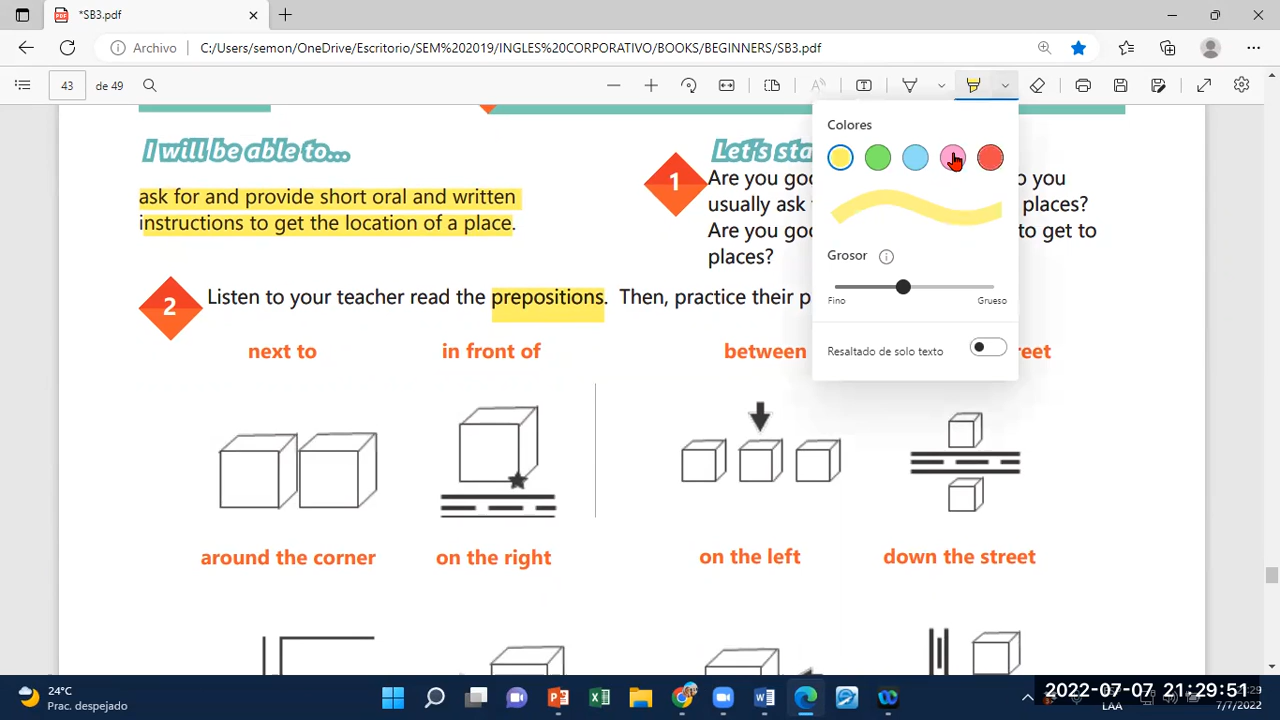 *SB3.pdf
Archivo
C:/Users/semon/OneDrive/Escritorio/SEM%202019/INGLES%20CORPORATIVO/BOOKS/BEGINNERS/SB3.pdf
43
de 49
Colores
Grosor
Fino
Grueso
Resaltado de solo texto
I will be able to...
ask for and provide short oral and written
instructions to get the location of a place.
Let's sta
1
Are you goo
o you
usually ask
places?
Are you goo
to get to
places?
2
Listen to your teacher read the prepositions. Then, practice their p
next to
in front of
between
reet
around the corner
on the right
on the left
down the street
24°C
Prac. despejado
LAA
2022-07-07 21:29:51
:29
7/7/2022